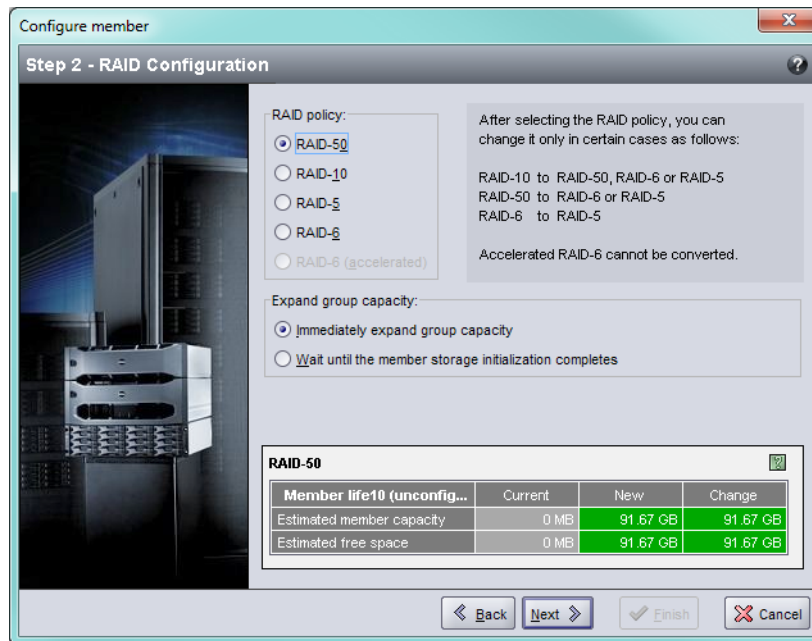 Configure member
Step 2 - RAID Configuration
RAID policy:
RAID-50
RAID-10
RAID-5
RAID-6
RAID-6 (accelerated)
After selecting the RAID policy, you can
change it only in certain cases as follows:
RAID-10 to RAID-50, RAID-6 or RAID-5
RAID-50 to RAID-6 or RAID-5
RAID-6 to RAID-5
Accelerated RAID-6 cannot be converted.
Expand group capacity:
Immediately expand group capacity
Wait until the member storage initialization completes
RAID-50
Member life10 (unconfig... Current New Change
Estimated member capacity 0 MB 91.67 GB 91.67 GB
Estimated free space 0 MB 91.67 GB 91.67 GB
Back Next Finish Cancel